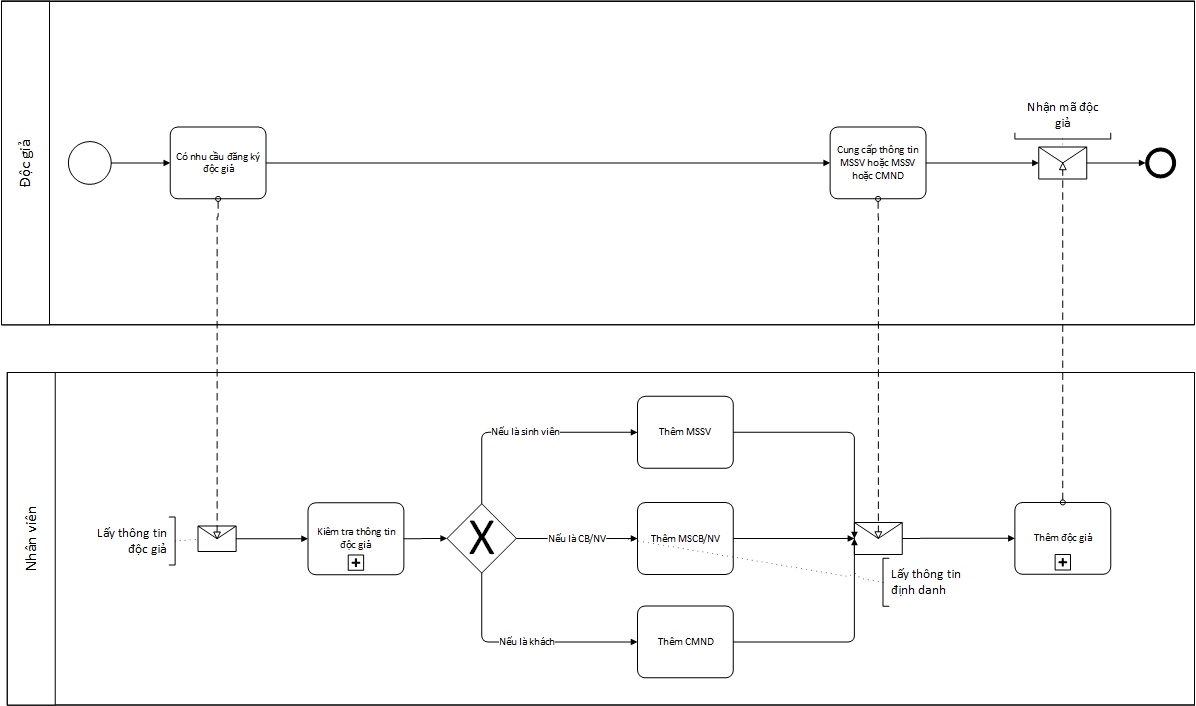 Độc giả
Có nhu cầu đăng ký
độc giả
Cung cấp thông tin
MSSV hoặc MSSV
hoặc CMND
Nhận mã độc
giả
Nhân viên
Lấy thông tin
độc giả
Kiểm tra thông tin
độc giả
X
Nếu là sinh viên
Thêm MSSV
Nếu là CB/NV
Thêm MSCB/NV
Nếu là khách
Thêm CMND
Lấy thông tin
định danh
Thêm độc giả